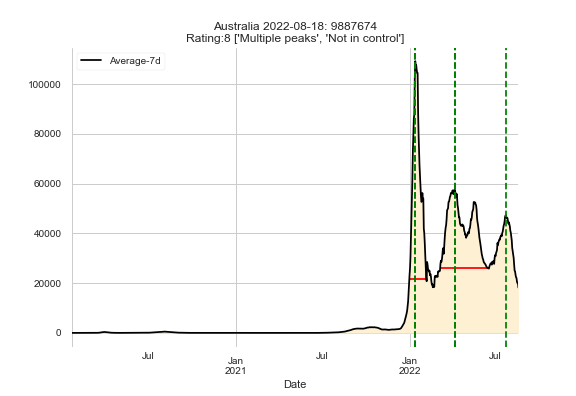 Australia 2022-08-18: 9887674
Rating:8 ['Multiple peaks', 'Not in control']
Average-7d
100000
80000
60000
40000
20000
0
Jul
Jan
2021
Jul
Jan
2022
Jul
Date